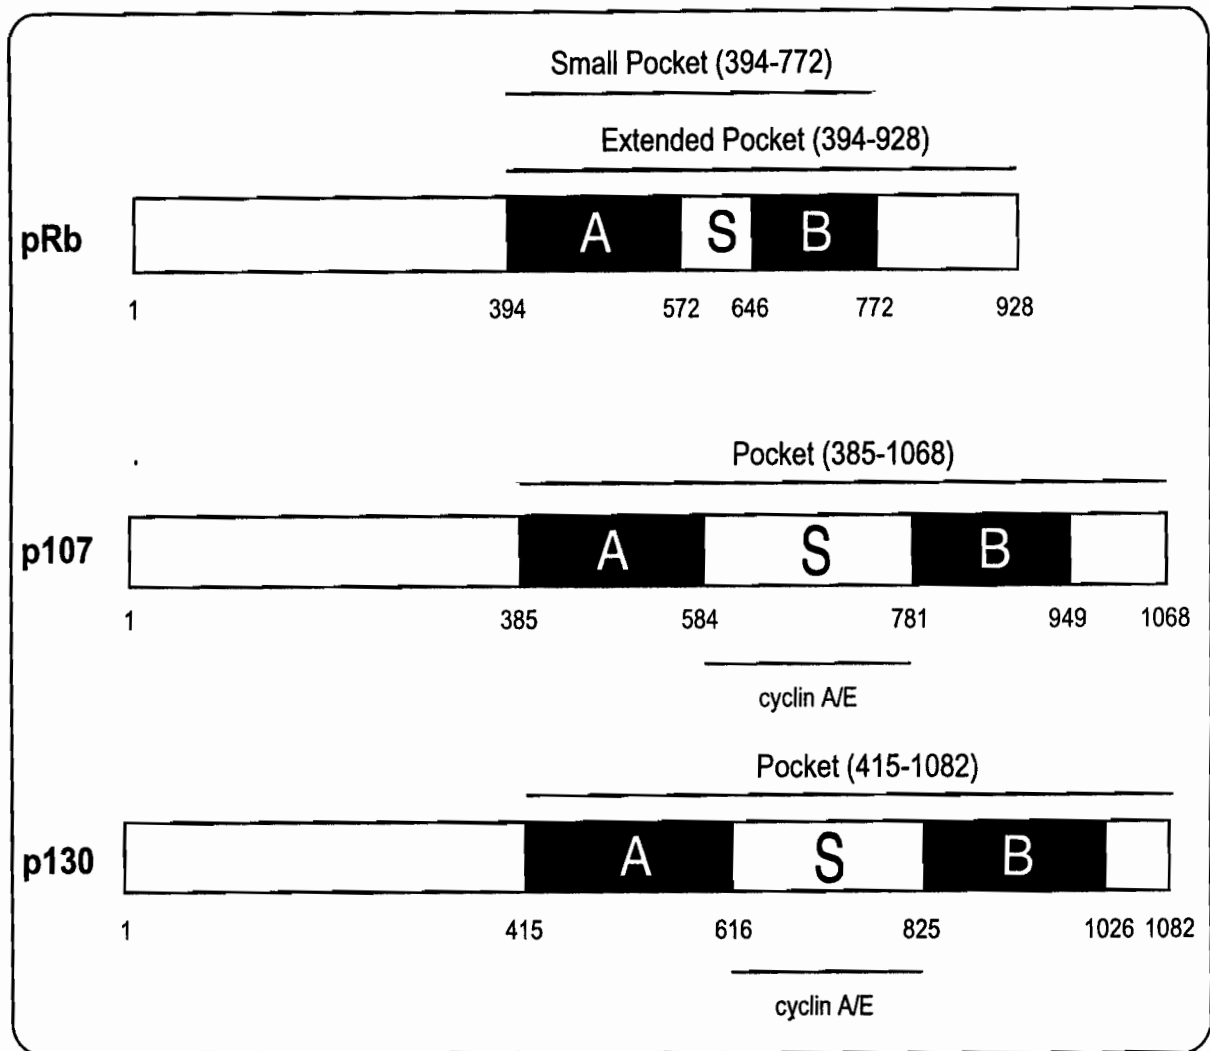 Small Pocket (394-772)
Extended Pocket (394-928)
pRb A S B
1 394 572 646 772 928
Pocket (385-1068)
p107 A S B
1 385 584 781 949 1068
cyclin A/E
Pocket (415-1082)
p130 A S B
1 415 616 825 1026 1082
cyclin A/E